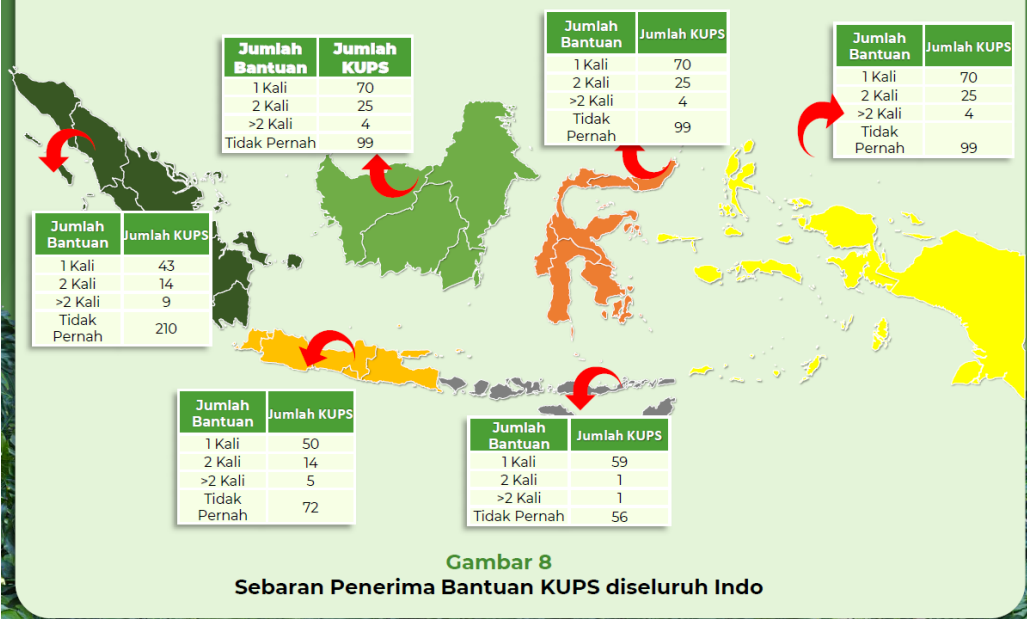 Jumlah Bantuan Jumlah KUPS
1 Kali 70
2 Kali 25
>2 Kali 4
Tidak Pernah 99
Jumlah Bantuan Jumlah KUPS
1 Kali 70
2 Kali 25
>2 Kali 4
Tidak Pernah 99
Jumlah Bantuan Jumlah KUPS
1 Kali 70
2 Kali 25
>2 Kali 4
Tidak Pernah 99
Jumlah Bantuan Jumlah KUPS
1 Kali 43
2 Kali 14
>2 Kali 9
Tidak Pernah 210
Jumlah Bantuan Jumlah KUPS
1 Kali 50
2 Kali 14
>2 Kali 5
Tidak Pernah 72
Jumlah Bantuan Jumlah KUPS
1 Kali 59
2 Kali 1
>2 Kali 1
Tidak Pernah 56
Gambar 8
Sebaran Penerima Bantuan KUPS diseluruh Indo